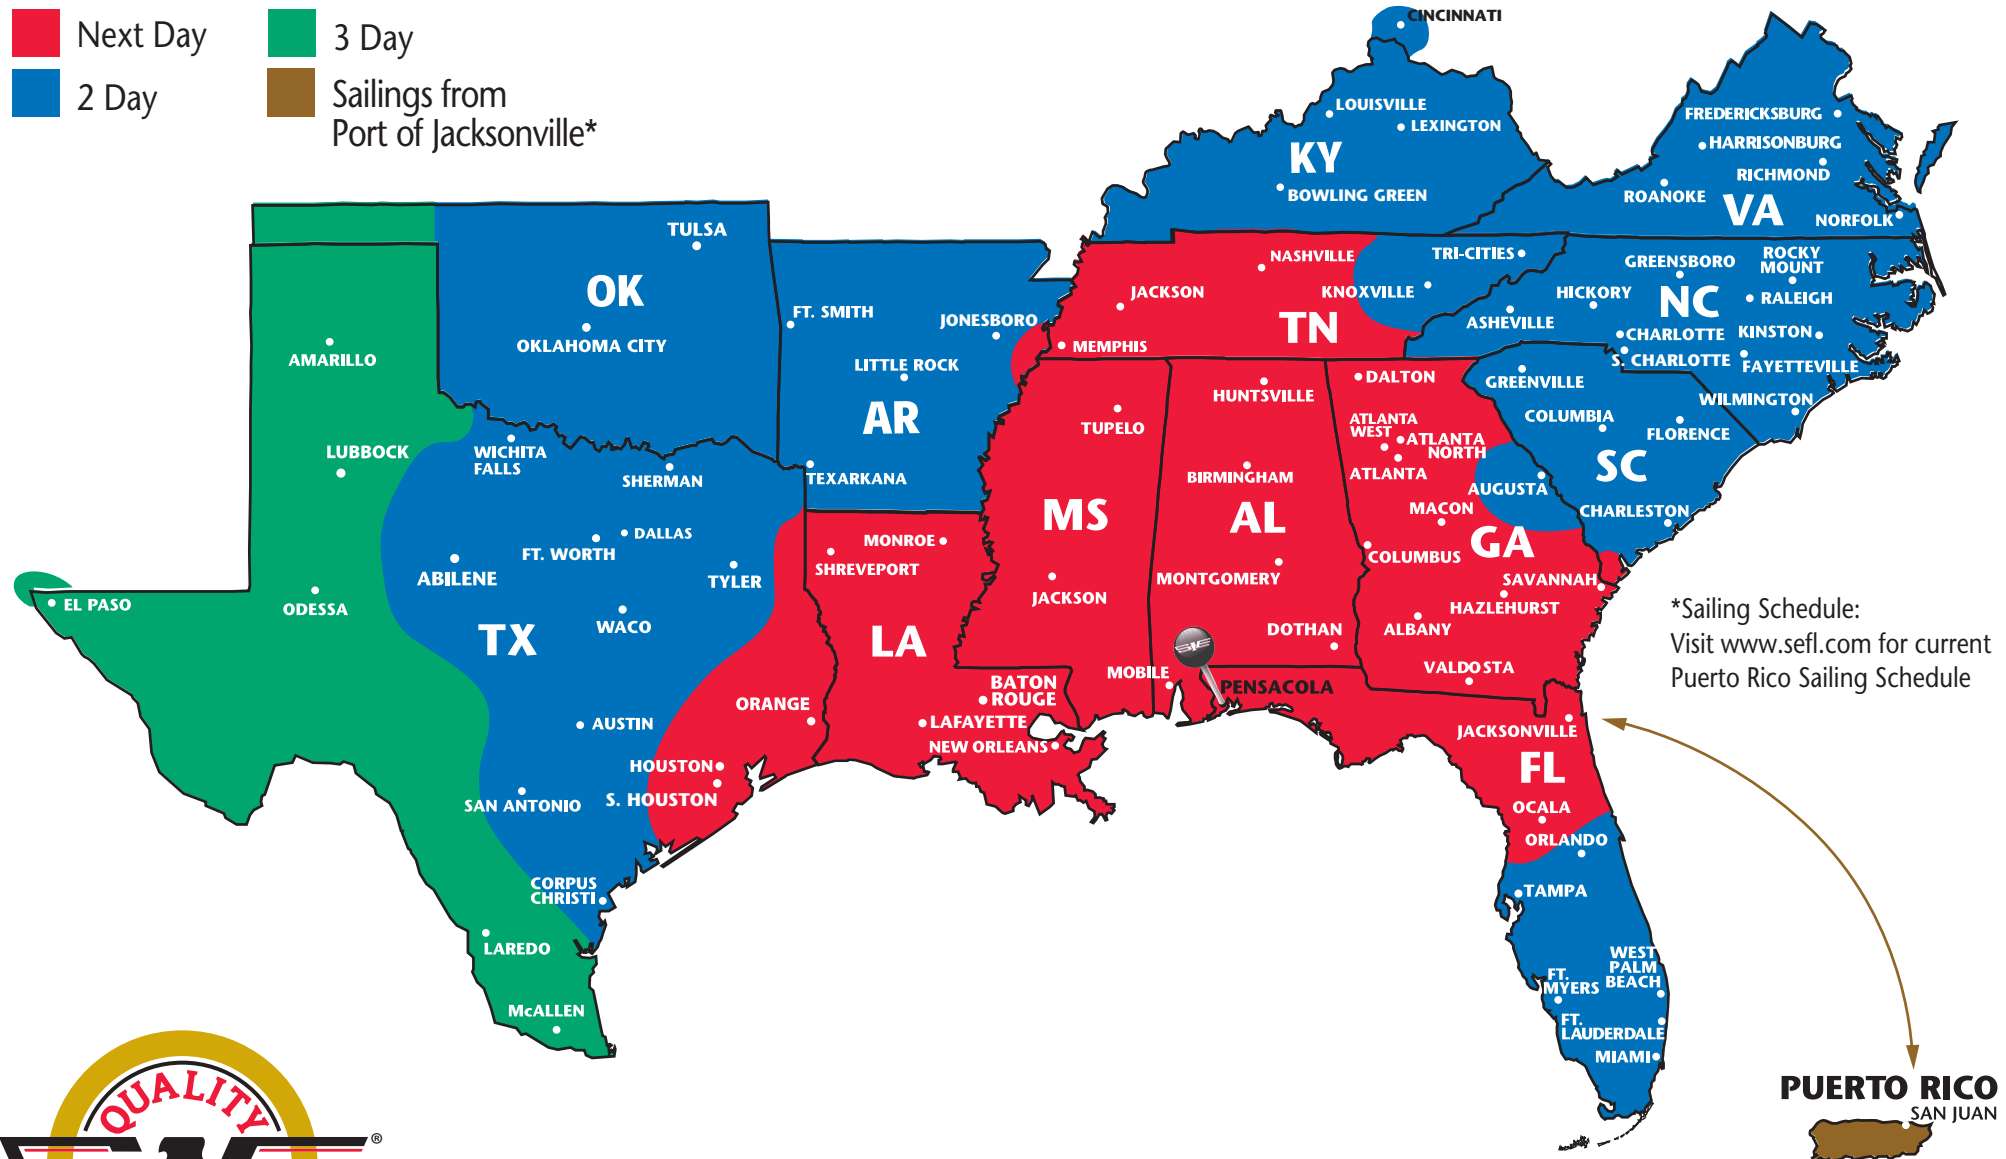 Next Day
2 Day
3 Day
Sailings from
Port of Jacksonville*
CINCINNATI
LOUISVILLE
LEXINGTON
KY
BOWLING GREEN
FREDERICKSBURG
HARRISONBURG
RICHMOND
ROANOKE
VA
NORFOLK
TULSA
OK
OKLAHOMA CITY
FT. SMITH
JONESBORO
LITTLE ROCK
AR
TEXARKANA
NASHVILLE
JACKSON
KNOXVILLE
TRI-CITIES
TN
MEMPHIS
GREENSBORO
ROCKY
MOUNT
HICKORY
NC
RALEIGH
ASHEVILLE
CHARLOTTE
KINSTON
S. CHARLOTTE
FAYETTEVILLE
WILMINGTON
GREENVILLE
COLUMBIA
FLORENCE
SC
CHARLESTON
AMARILLO
LUBBOCK
WICHITA
FALLS
SHERMAN
DALLAS
FT. WORTH
ABILENE
TYLER
EL PASO
ODESSA
WACO
TX
ORANGE
AUSTIN
HOUSTON
SAN ANTONIO
S. HOUSTON
CORPUS
CHRISTI
LAREDO
McALLEN
MONROE
SHREVEPORT
LA
BATON
ROUGE
LAFAYETTE
NEW ORLEANS
TUPELO
MS
JACKSON
HUNTSVILLE
BIRMINGHAM
AL
MONTGOMERY
DOTHAN
MOBILE
SEFL
PENSACOLA
DALTON
ATLANTA
WEST
ATLANTA
NORTH
ATLANTA
AUGUSTA
MACON
GA
COLUMBUS
SAVANNAH
HAZLEHURST
ALBANY
VALDOSTA
JACKSONVILLE
FL
OCALA
ORLANDO
TAMPA
WEST
PALM
BEACH
FT.
MYERS
FT.
LAUDERDALE
MIAMI
*Sailing Schedule:
Visit www.sefl.com for current
Puerto Rico Sailing Schedule
PUERTO RICO
SAN JUAN
QUALITY
®